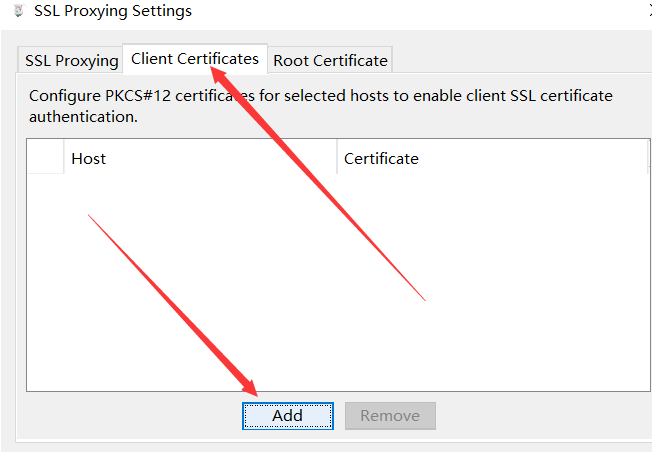 SSL Proxying Settings
SSL Proxying Client Certificates Root Certificate
Configure PKCS#12 certificates for selected hosts to enable client SSL certificate
authentication.
Host Certificate
Add Remove